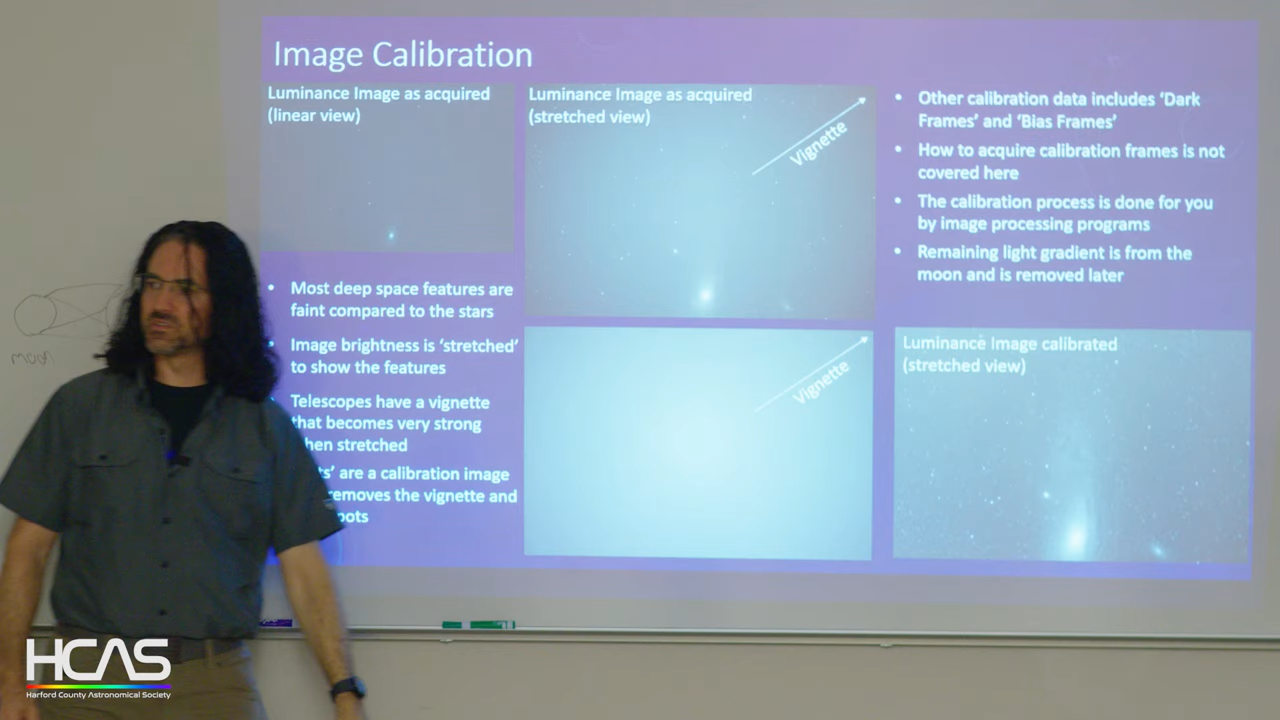 Image Calibration
Luminance Image as acquired
(linear view)
Luminance Image as acquired
(stretched view)
Vignette
• Other calibration data includes ‘Dark
Frames’ and ‘Bias Frames’
• How to acquire calibration frames is not
covered here
• The calibration process is done for you
by image processing programs
• Remaining light gradient is from the
moon and is removed later
• Most deep space features are
faint compared to the stars
• Image brightness is ‘stretched’
to show the features
• Telescopes have a vignette
that becomes very strong
when stretched
are a calibration image
removes the vignette and
Vignette
Luminance Image calibrated
(stretched view)
moon
HCAS
Harford County Astronomical Society